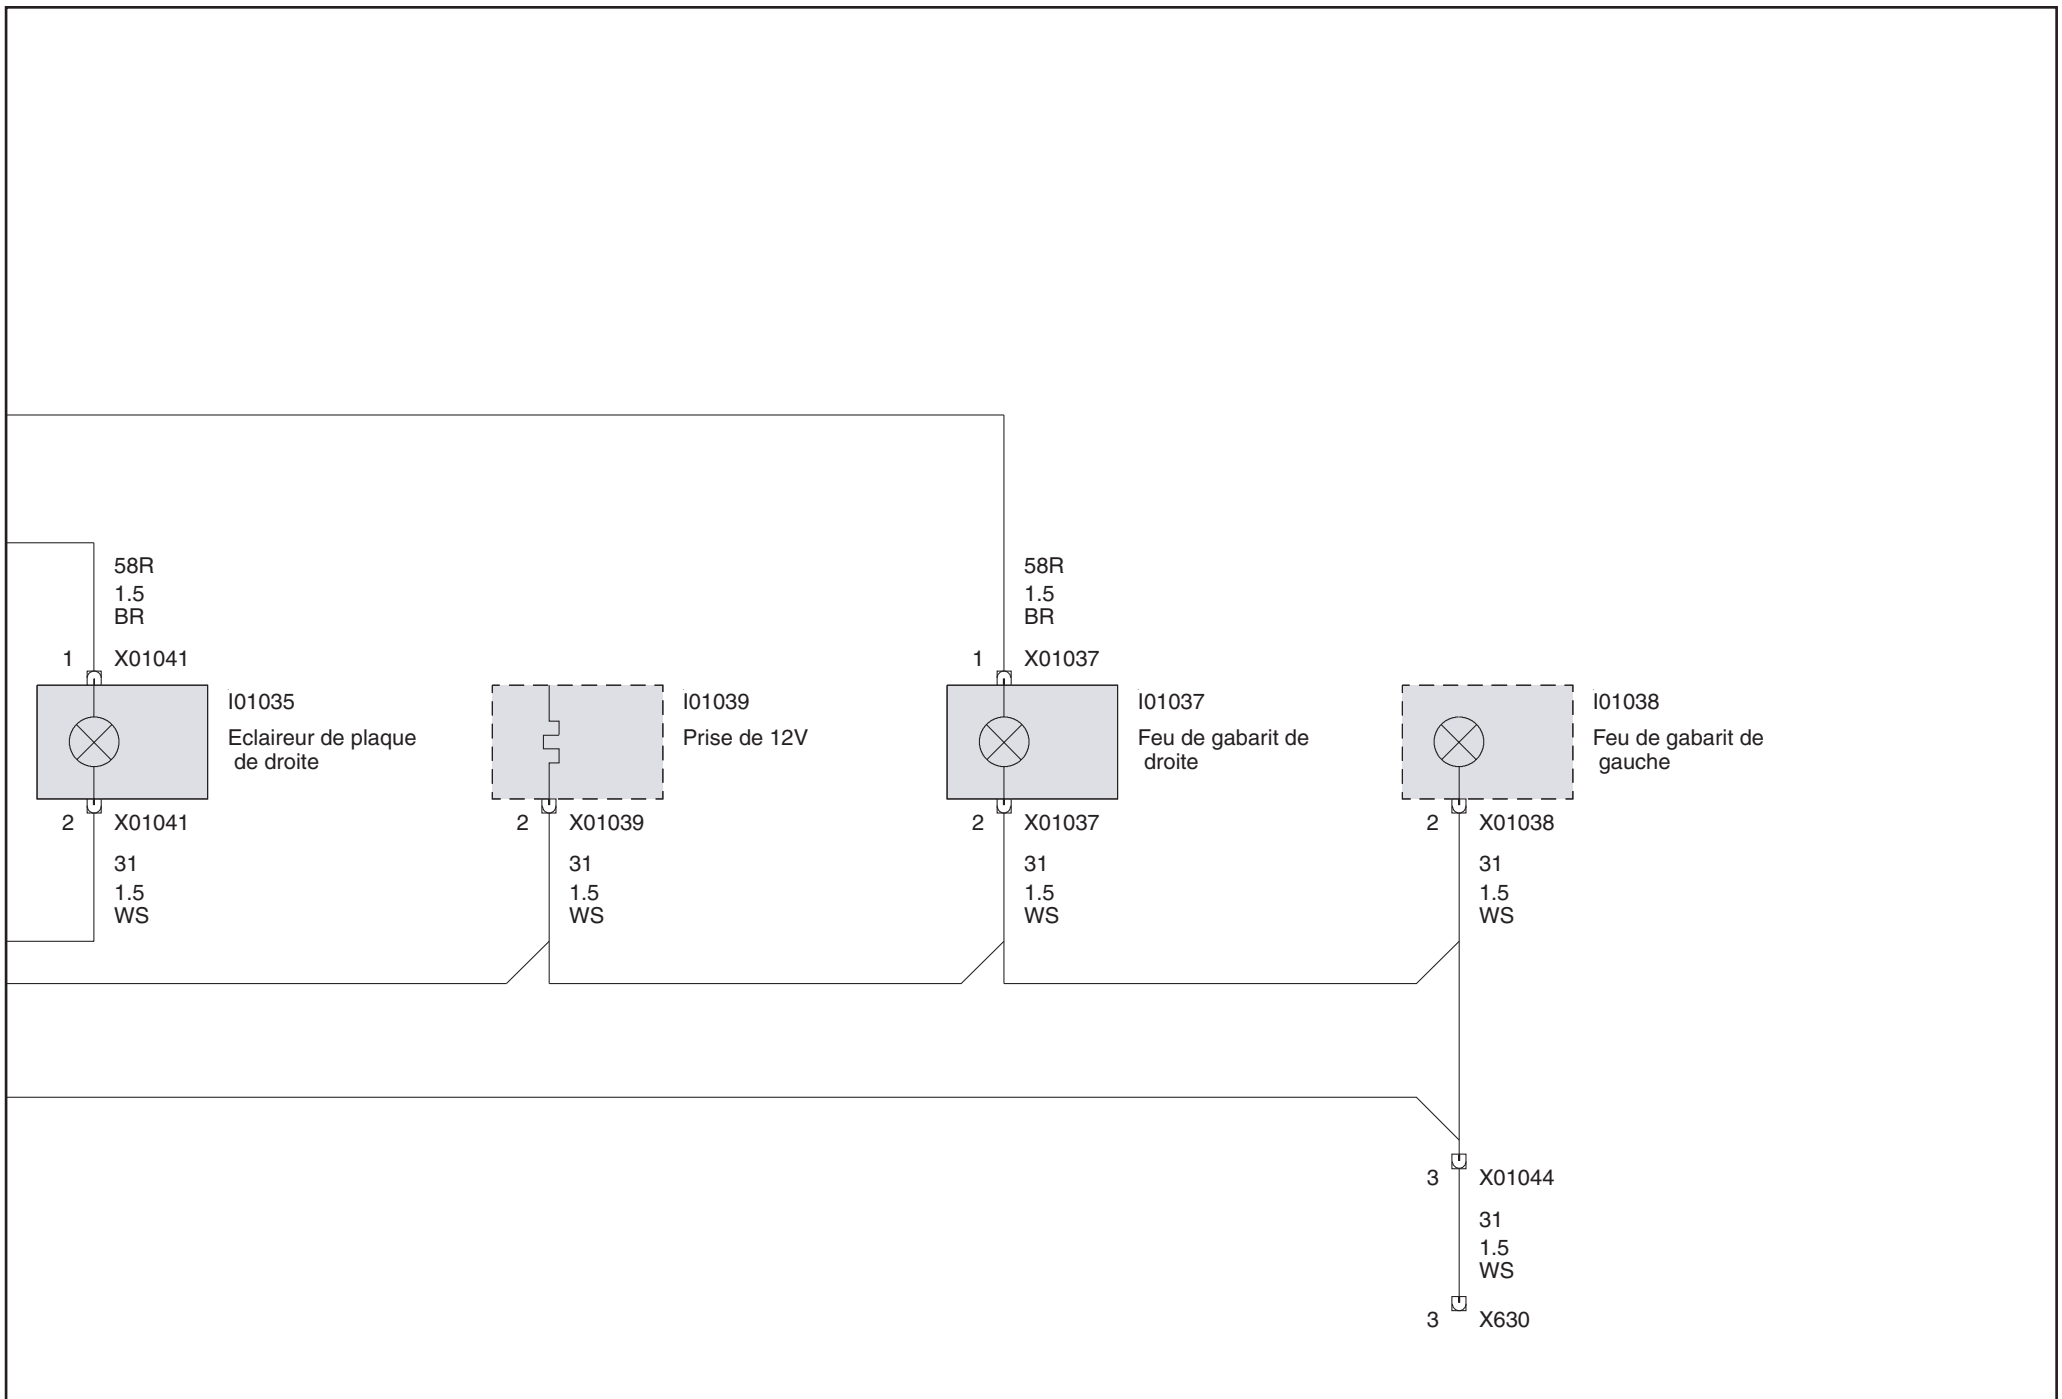 58R
1.5
BR
58R
1.5
BR
1 X01041
1 X01037
I01035
Eclaireur de plaque
de droite
I01039
Prise de 12V
I01037
Feu de gabarit de
droite
I01038
Feu de gabarit de
gauche
2 X01041
2 X01039
2 X01037
2 X01038
31
1.5
WS
31
1.5
WS
31
1.5
WS
31
1.5
WS
3 X01044
31
1.5
WS
3 X630